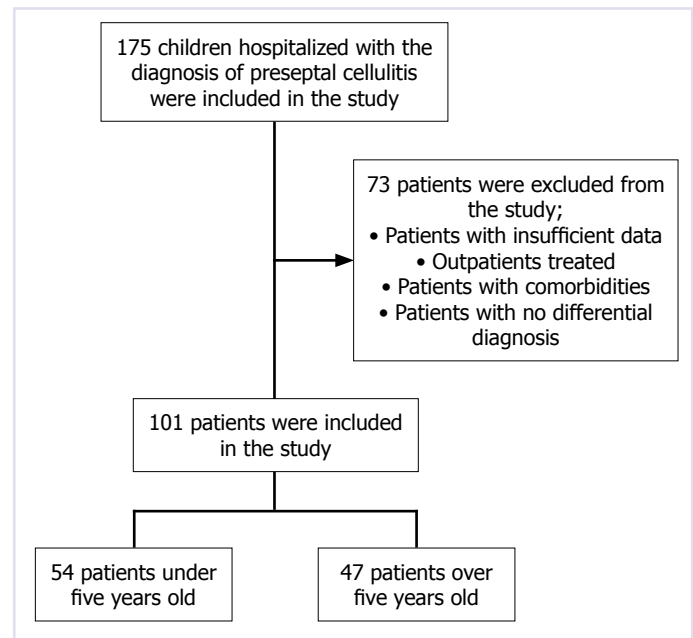 175 children hospitalized with the
diagnosis of preseptal cellulitis
were included in the study
73 patients were excluded from
the study;
• Patients with insufficient data
• Outpatients treated
• Patients with comorbidities
• Patients with no differential
diagnosis
101 patients were included
in the study
54 patients under
five years old
47 patients over
five years old